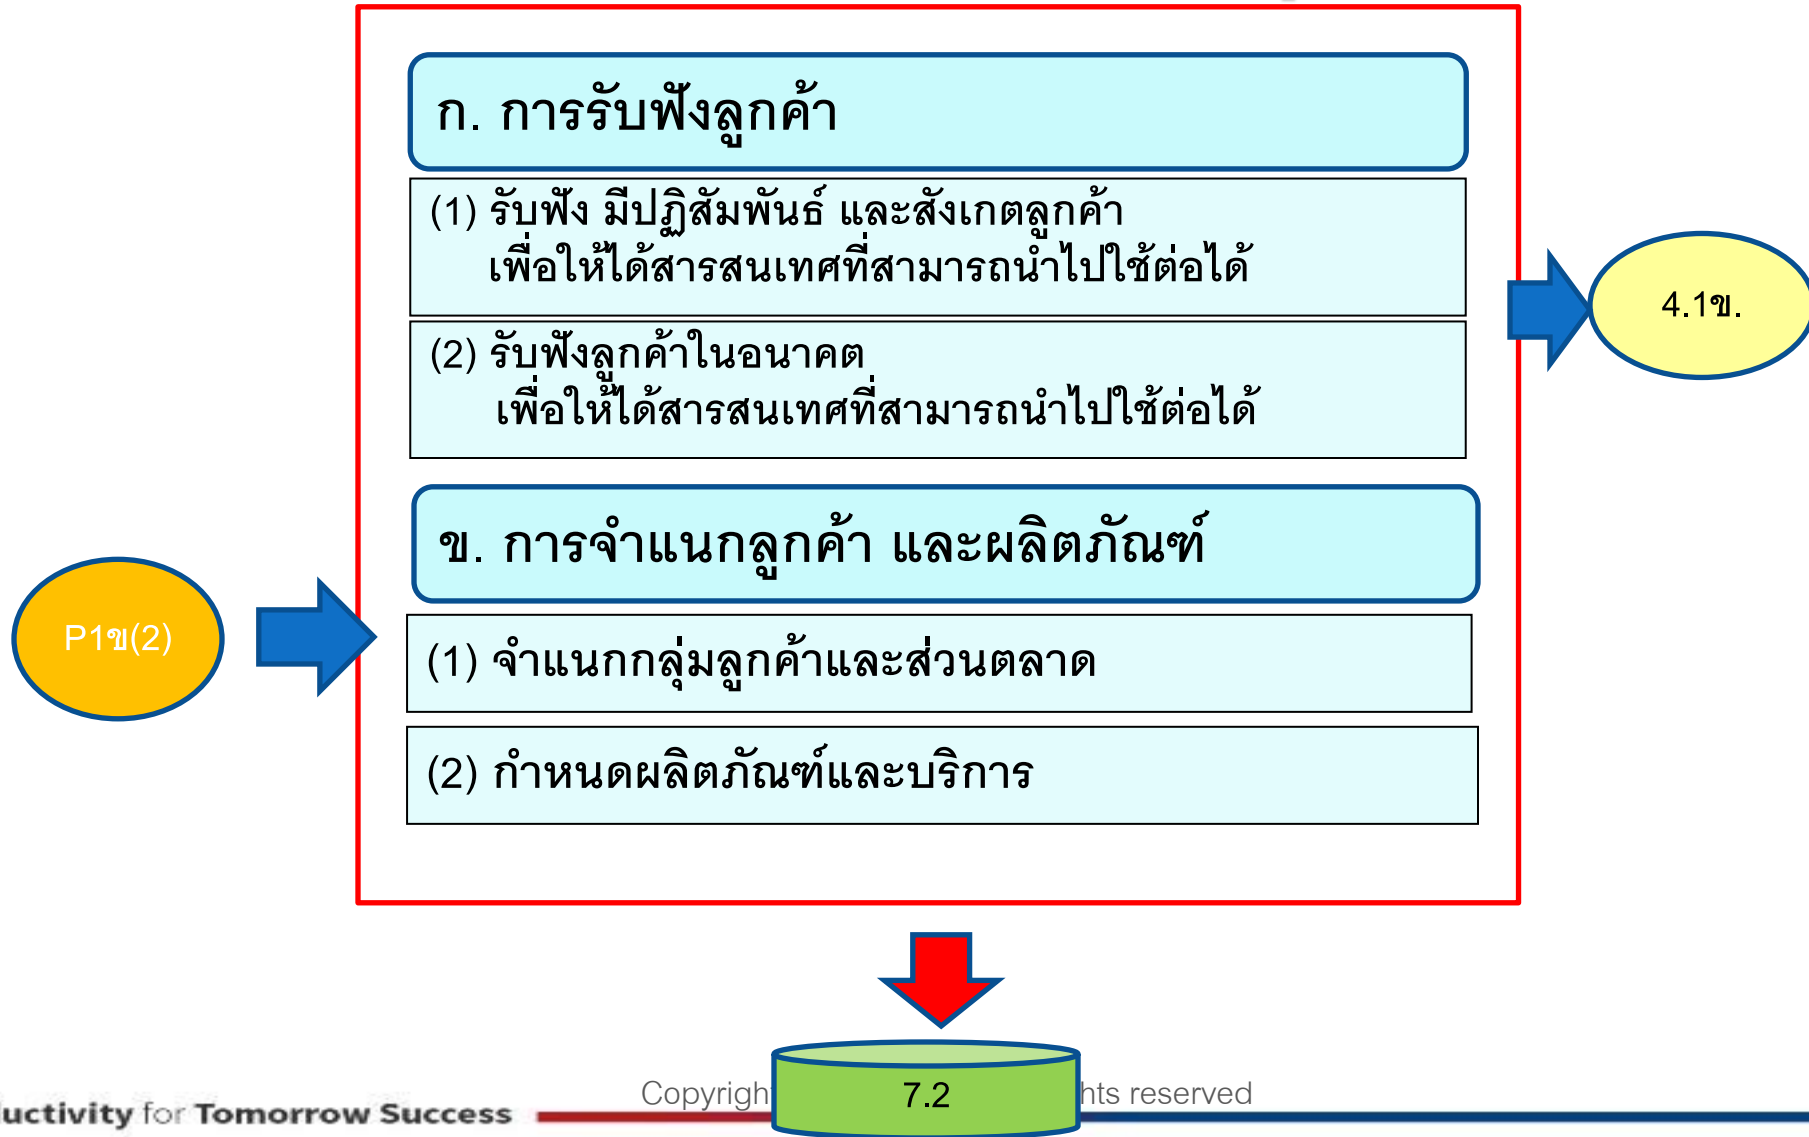 ก. การรับฟังลูกค้า
(1) รับฟัง มีปฏิสัมพันธ์ และสังเกตลูกค้า
เพื่อให้ได้สารสนเทศที่สามารถนำไปใช้ต่อได้
4.1ข.
(2) รับฟังลูกค้าในอนาคต
เพื่อให้ได้สารสนเทศที่สามารถนำไปใช้ต่อได้
ข. การจำแนกลูกค้า และผลิตภัณฑ์
P1ข(2)
(1) จำแนกกลุ่มลูกค้าและส่วนตลาด
(2) กำหนดผลิตภัณฑ์และบริการ
7.2
reserved
for Tomorrow Success